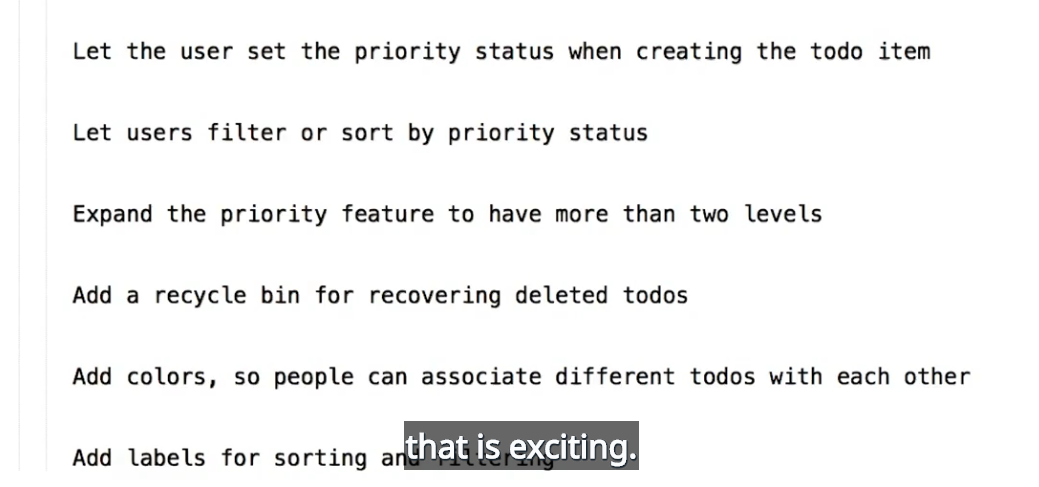 Let the user set the priority status when creating the todo item
Let users filter or sort by priority status
Expand the priority feature to have more than two levels
Add a recycle bin for recovering deleted todos
Add colors, so people can associate different todos with each other
Add labels for sorting and filtering
that is exciting.